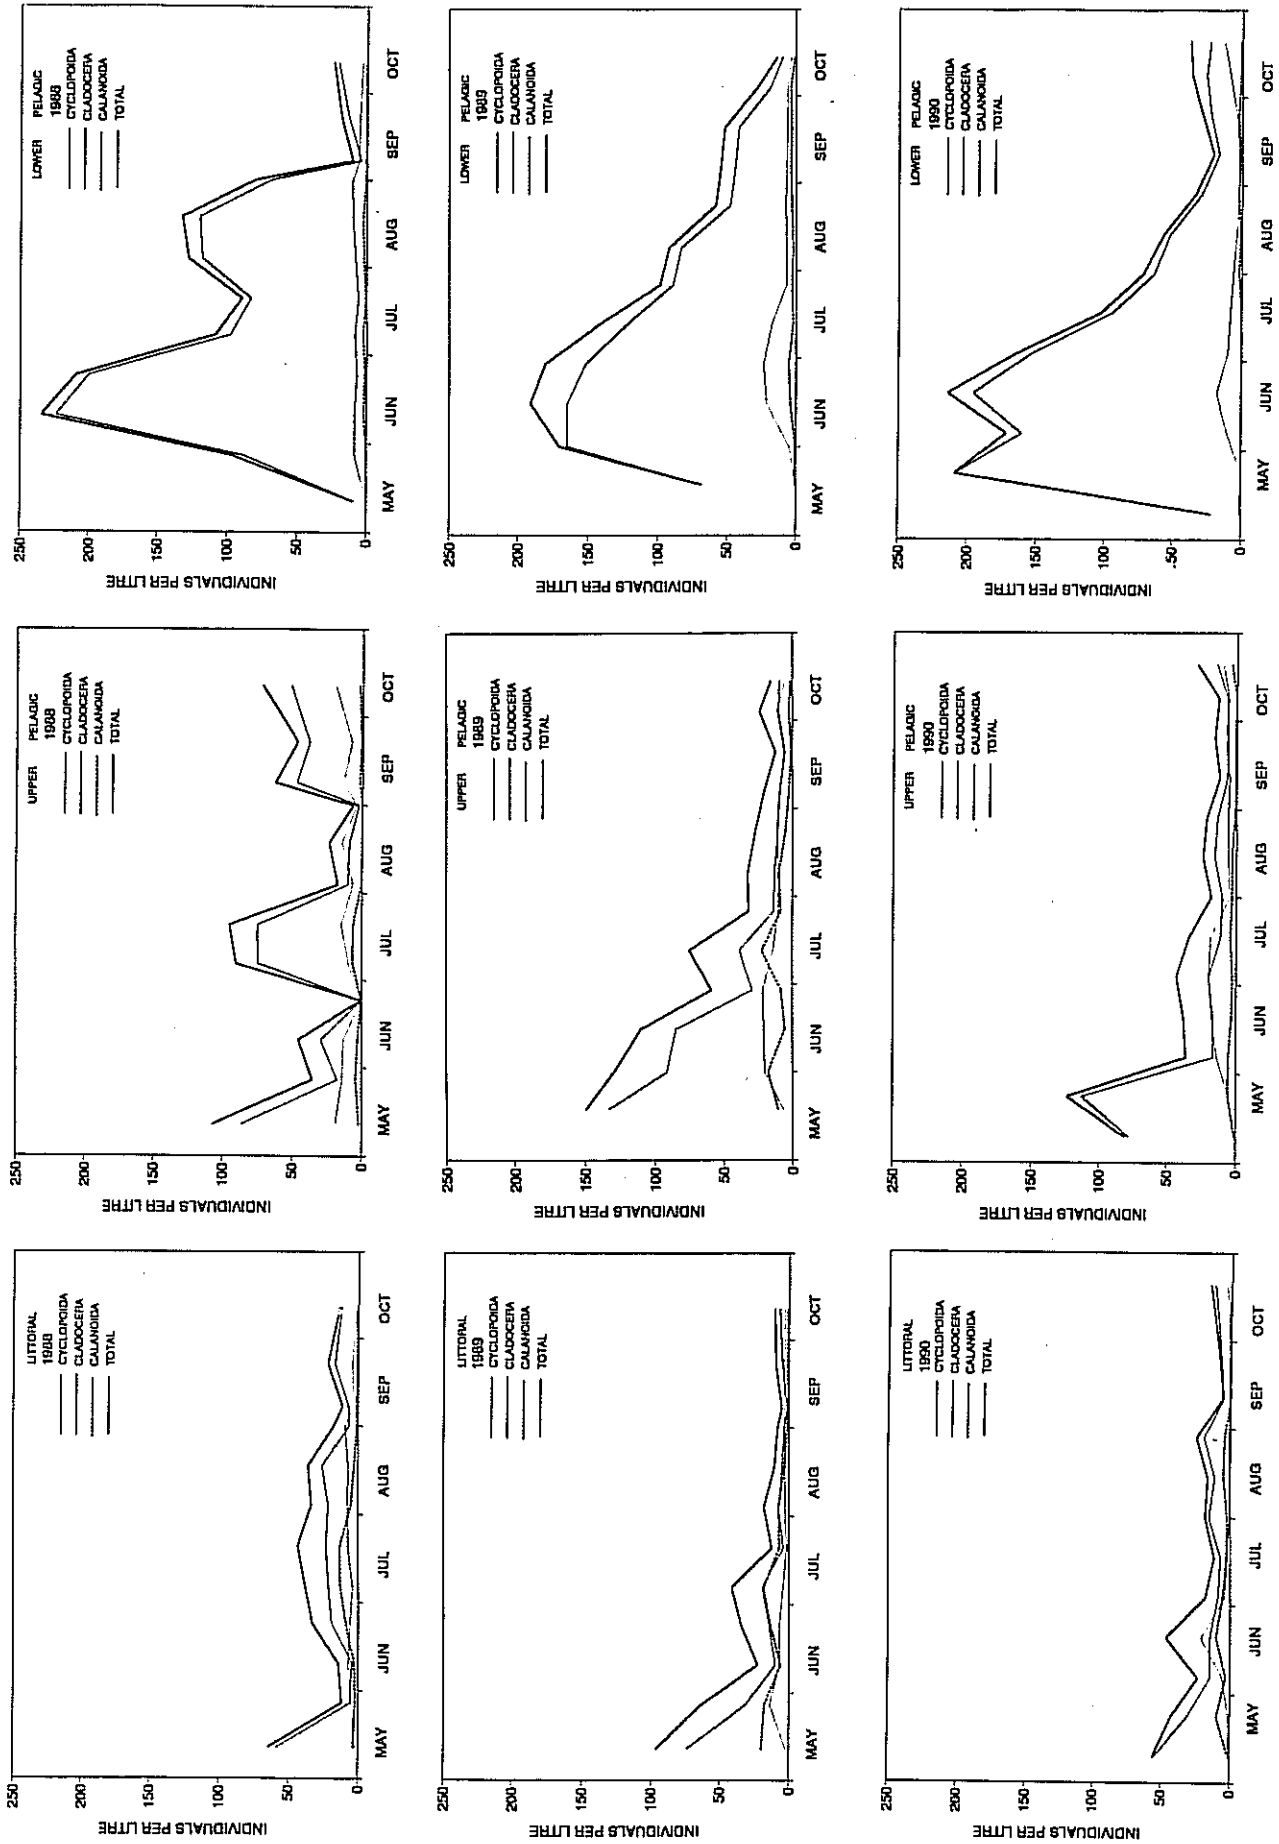 LITTORAL
1988
CYCLOPOIDA
CLADOCERA
CALANOIDA
TOTAL
INDIVIDUALS PER LITRE
250
200
150
100
50
0
MAY JUN JUL AUG SEP OCT
UPPER PELAGIC
1988
CYCLOPOIDA
CLADOCERA
CALANOIDA
TOTAL
INDIVIDUALS PER LITRE
250
200
150
100
50
0
MAY JUN JUL AUG SEP OCT
LOWER PELAGIC
1988
CYCLOPOIDA
CLADOCERA
CALANOIDA
TOTAL
INDIVIDUALS PER LITRE
250
200
150
100
50
0
MAY JUN JUL AUG SEP OCT
LITTORAL
1989
CYCLOPOIDA
CLADOCERA
CALANOIDA
TOTAL
INDIVIDUALS PER LITRE
250
200
150
100
50
0
MAY JUN JUL AUG SEP OCT
UPPER PELAGIC
1989
CYCLOPOIDA
CLADOCERA
CALANOIDA
TOTAL
INDIVIDUALS PER LITRE
250
200
150
100
50
0
MAY JUN JUL AUG SEP OCT
LOWER PELAGIC
1989
CYCLOPOIDA
CLADOCERA
CALANOIDA
TOTAL
INDIVIDUALS PER LITRE
250
200
150
100
50
0
MAY JUN JUL AUG SEP OCT
LITTORAL
1990
CYCLOPOIDA
CLADOCERA
CALANOIDA
TOTAL
INDIVIDUALS PER LITRE
250
200
150
100
50
0
MAY JUN JUL AUG SEP OCT
UPPER PELAGIC
1990
CYCLOPOIDA
CLADOCERA
CALANOIDA
TOTAL
INDIVIDUALS PER LITRE
250
200
150
100
50
0
MAY JUN JUL AUG SEP OCT
LOWER PELAGIC
1990
CYCLOPOIDA
CLADOCERA
CALANOIDA
TOTAL
INDIVIDUALS PER LITRE
250
200
150
100
50
0
MAY JUN JUL AUG SEP OCT